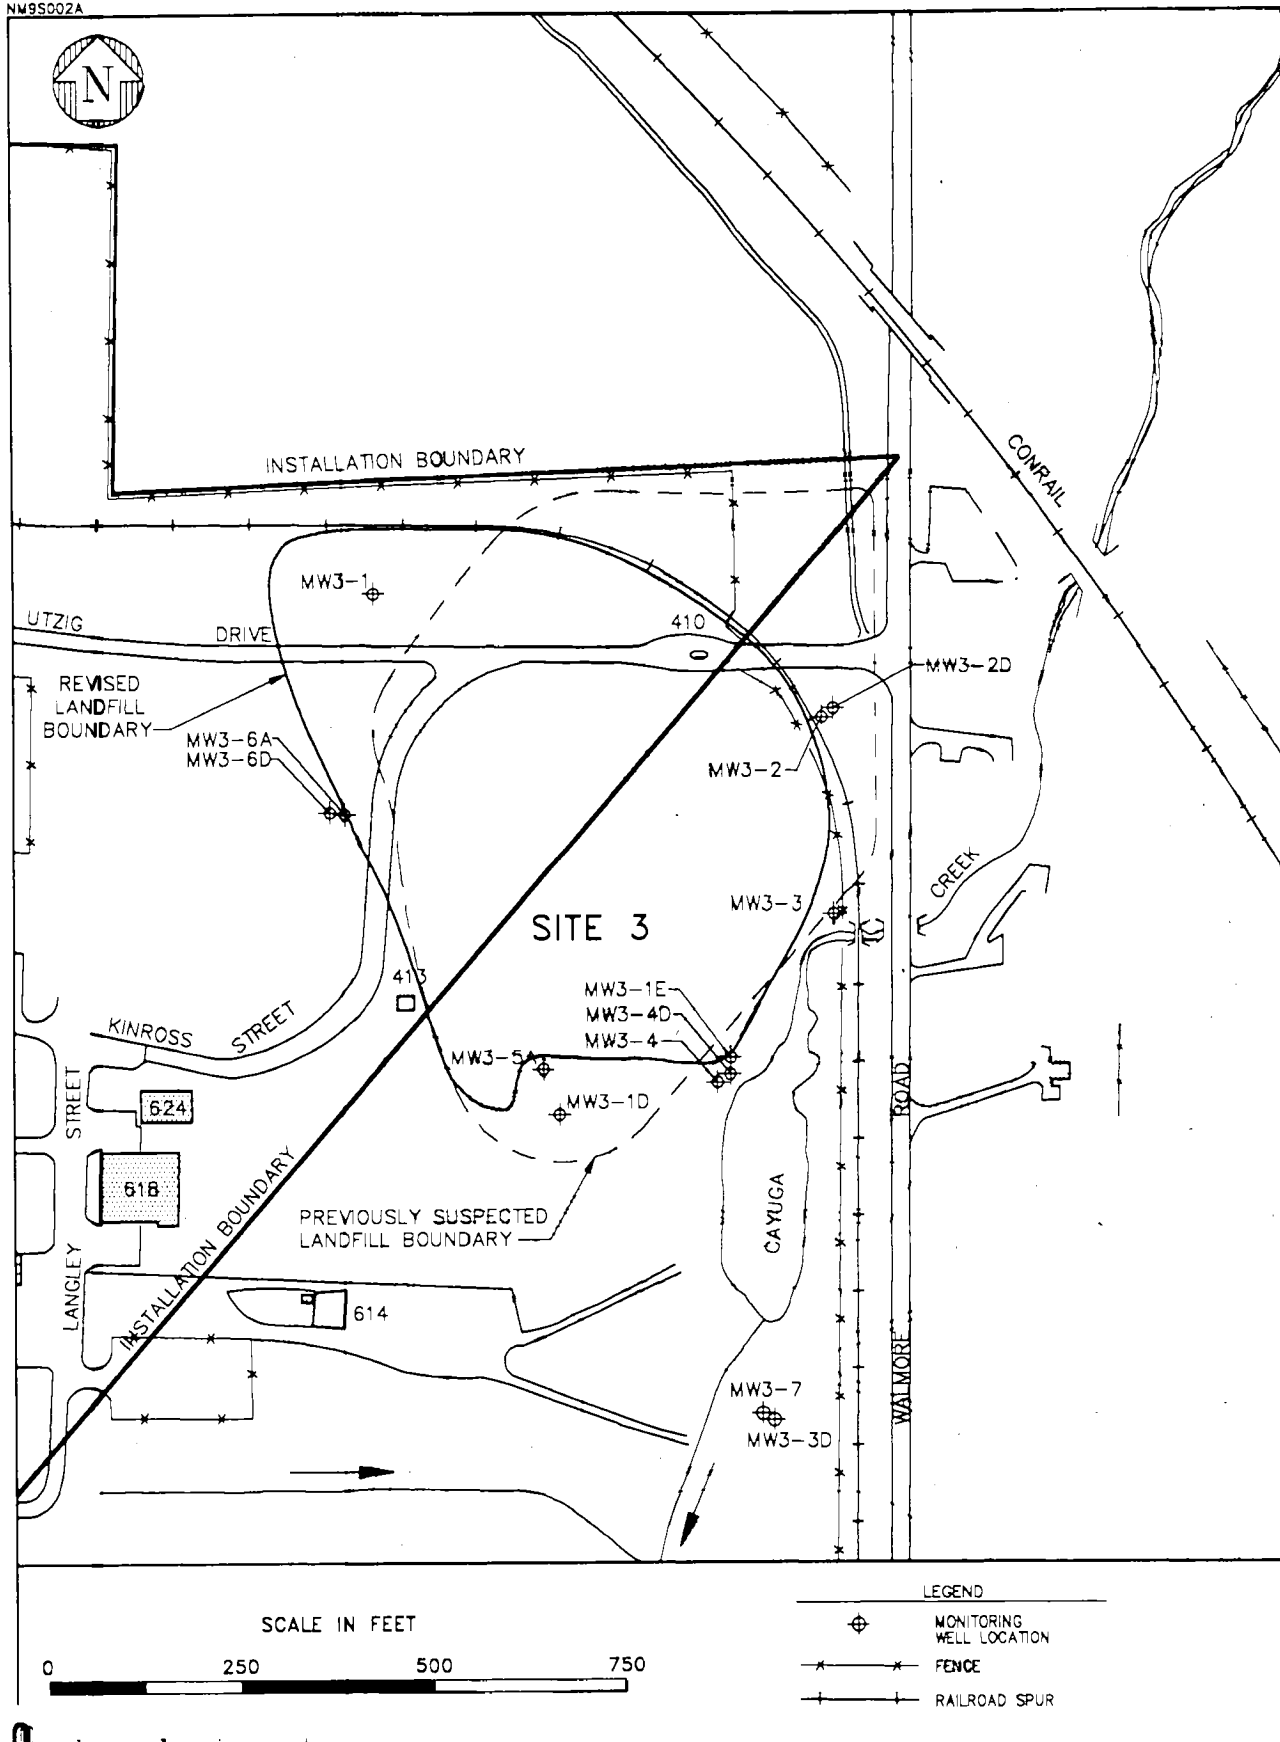 NM9S002A
N
INSTALLATION BOUNDARY
CONRAIL
MW3-1
UTZIG DRIVE
410
MW3-2D
REVISED
LANDFILL
BOUNDARY
MW3-6A
MW3-6D
MW3-2
CREEK
MW3-3
SITE 3
413
MW3-1E
MW3-4D
MW3-4
KINROSS STREET
MW3-5A
MW3-1D
624
618
LANGLEY STREET
INSTALLATION BOUNDARY
PREVIOUSLY SUSPECTED
LANDFILL BOUNDARY
CAYUGA
WALMORE ROAD
614
MW3-7
MW3-3D
SCALE IN FEET
0 250 500 750
LEGEND
MONITORING
WELL LOCATION
FENCE
RAILROAD SPUR